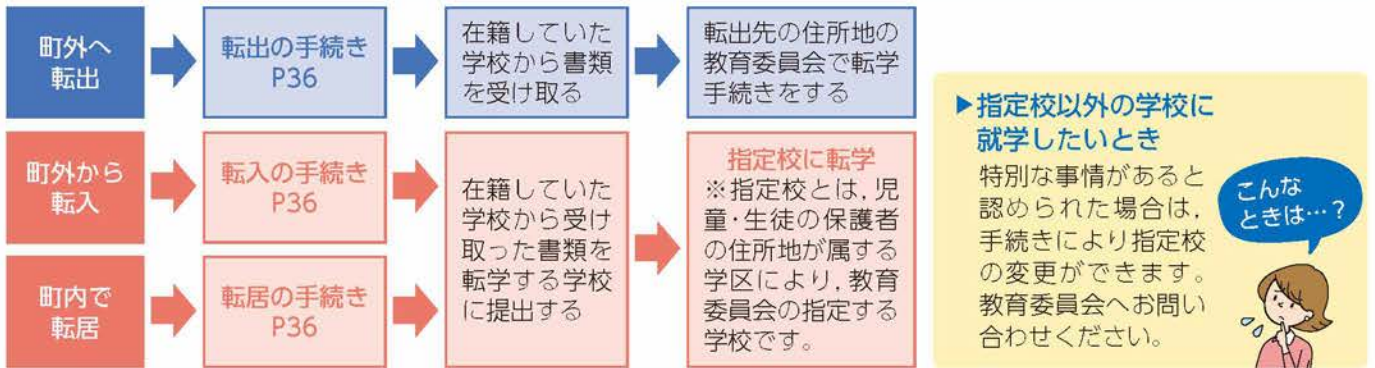 町外へ
転出
転出の手続き
P36
在籍していた
学校から書類
を受け取る
転出先の住所地の
教育委員会で転学
手続きをする
町外から
転入
転入の手続き
P36
町内で
転居
転居の手続き
P36
在籍していた
学校から受け
取った書類を
転学する学校
に提出する
指定校に転学
※指定校とは,児
童・生徒の保護者
の住所地が属する
学区により,教育
委員会の指定する
学校です。
▶指定校以外の学校に
就学したいとき
特別な事情があると
認められた場合は,
手続きにより指定校
の変更ができます。
教育委員会へお問い
合わせください。
こんな
ときは…?